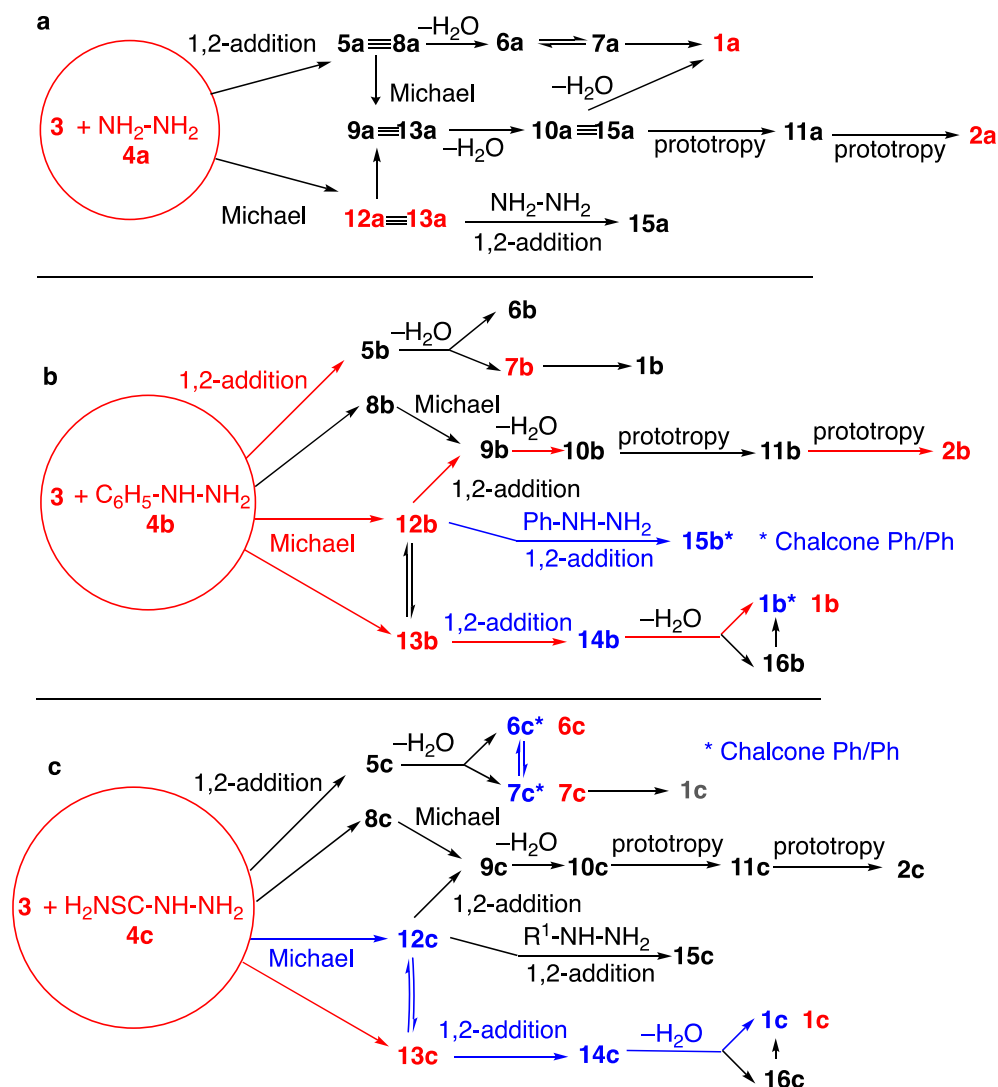 a
1,2-addition
5a≡8a –H₂O 6a ⇌ 7a 1a
Michael
–H₂O
3 + NH₂-NH₂
4a
9a≡13a –H₂O 10a≡15a prototropy 11a prototropy 2a
Michael
12a≡13a NH₂-NH₂ 15a
1,2-addition
b
6b
5b –H₂O
7b 1b
1,2-addition
8b Michael
9b –H₂O 10b prototropy 11b prototropy 2b
1,2-addition
3 + C₆H₅-NH-NH₂
4b
Michael
12b Ph-NH-NH₂ 15b* * Chalcone Ph/Ph
1,2-addition
13b 1,2-addition 14b –H₂O 1b* 1b
16b
c
6c* 6c
5c –H₂O * Chalcone Ph/Ph
7c* 7c 1c
1,2-addition
8c Michael
9c –H₂O 10c prototropy 11c prototropy 2c
1,2-addition
3 + H₂NSC-NH-NH₂
4c
Michael
12c R¹-NH-NH₂ 15c
1,2-addition
13c 1,2-addition 14c –H₂O 1c 1c
16c